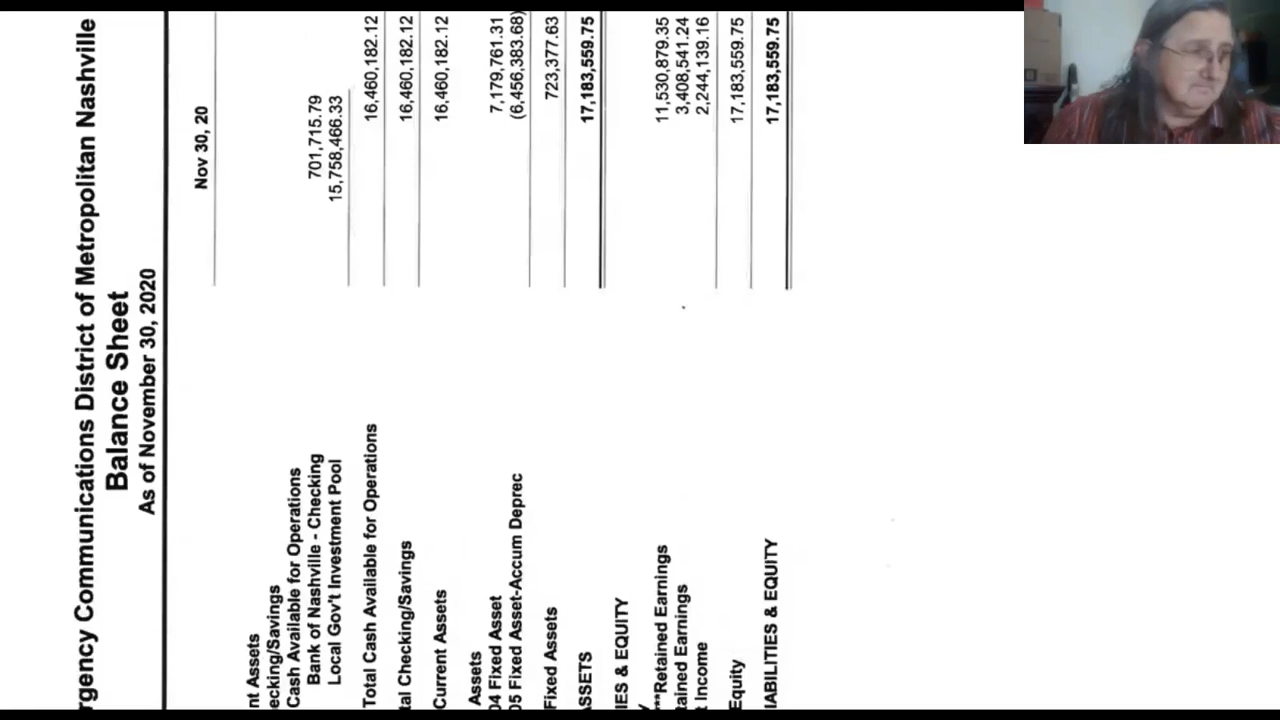 rgency Communications District of Metropolitan Nashville
Balance Sheet
As of November 30, 2020
Nov 30, 20
nt Assets
ecking/Savings
Cash Available for Operations
Bank of Nashville - Checking 701,715.79
Local Gov't Investment Pool 15,758,466.33
Total Cash Available for Operations 16,460,182.12
tal Checking/Savings 16,460,182.12
Current Assets 16,460,182.12
Assets
04 Fixed Asset 7,179,761.31
05 Fixed Asset-Accum Deprec (6,456,383.68)
Fixed Assets 723,377.63
SSETS 17,183,559.75
IES & EQUITY
***Retained Earnings 11,530,879.35
tained Earnings 3,408,541.24
t Income 2,244,139.16
Equity 17,183,559.75
IABILITIES & EQUITY 17,183,559.75